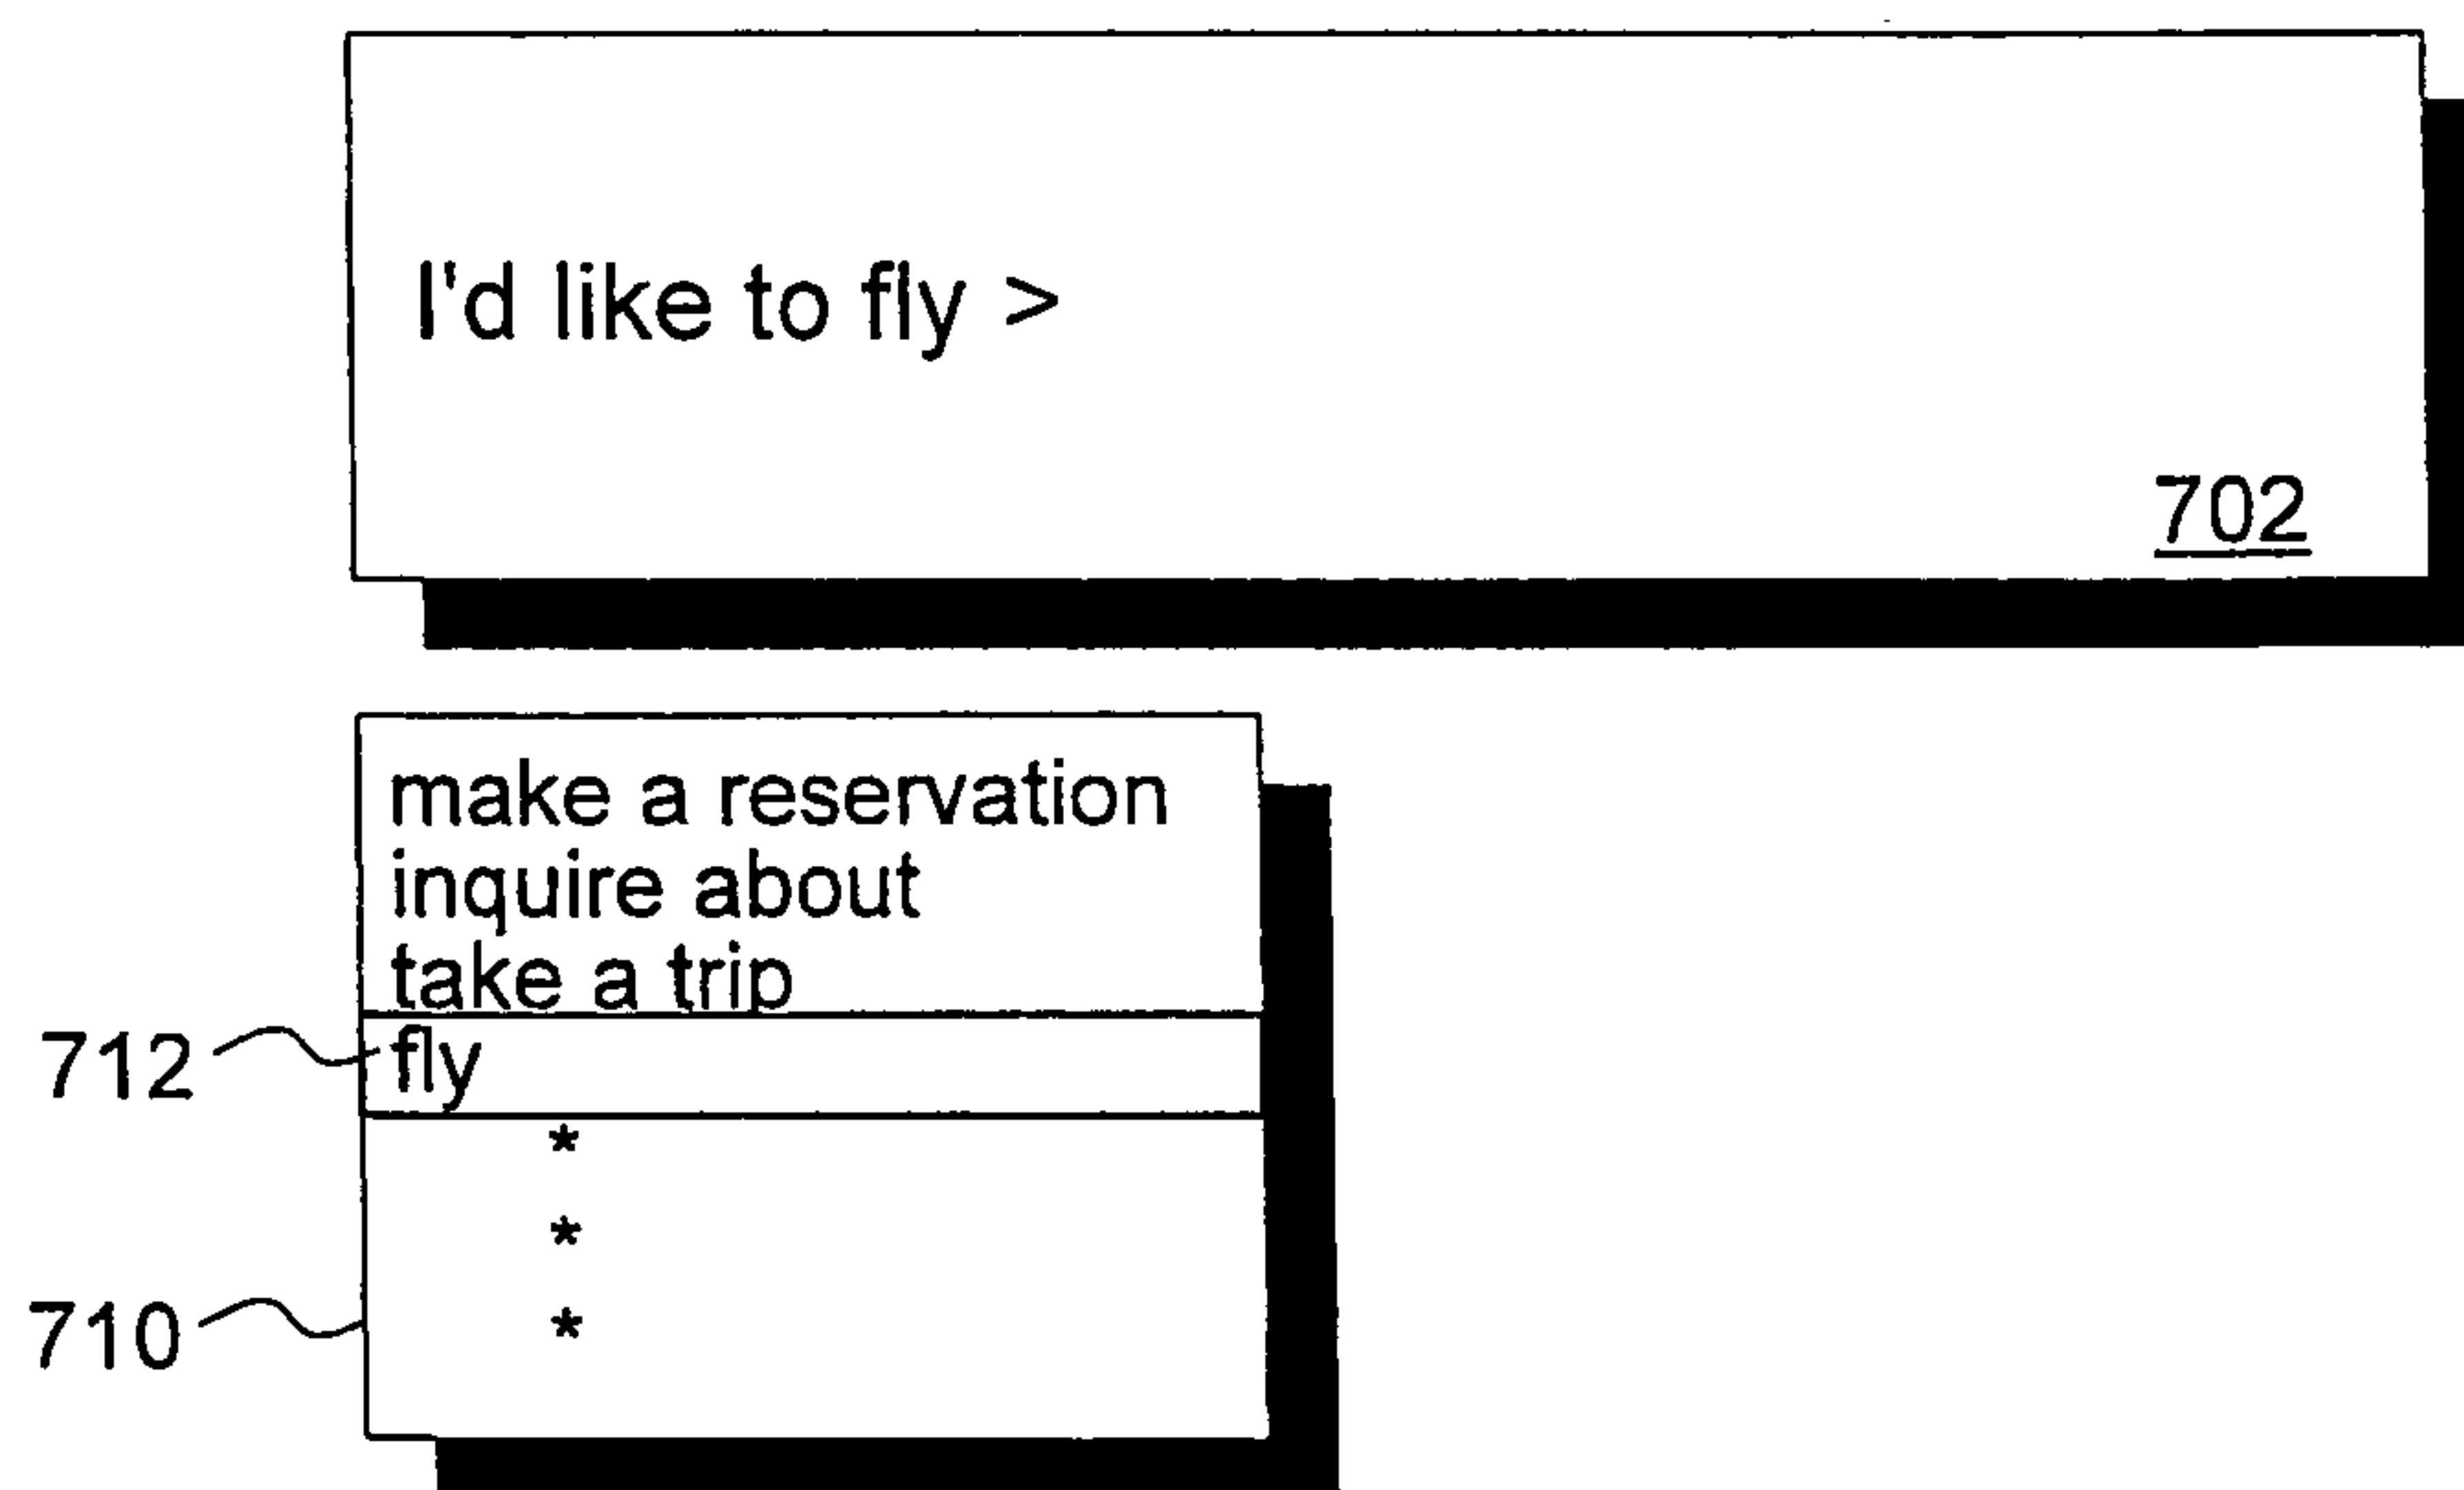 I'd like to fly >
702
make a reservation
inquire about
take a trip
712 fly
*
*
710 *